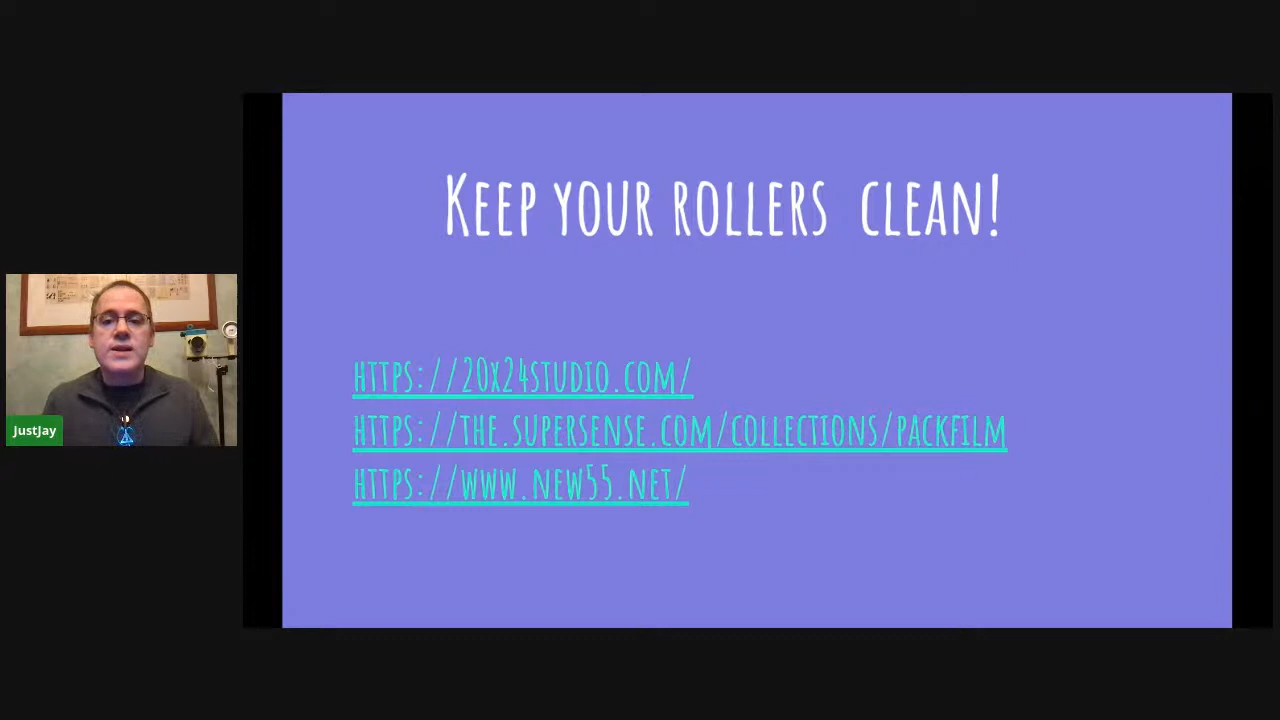 Keep your rollers clean!
https://20x24studio.com/
https://the.supersense.com/collections/packfilm
https://www.new55.net/
JustJay